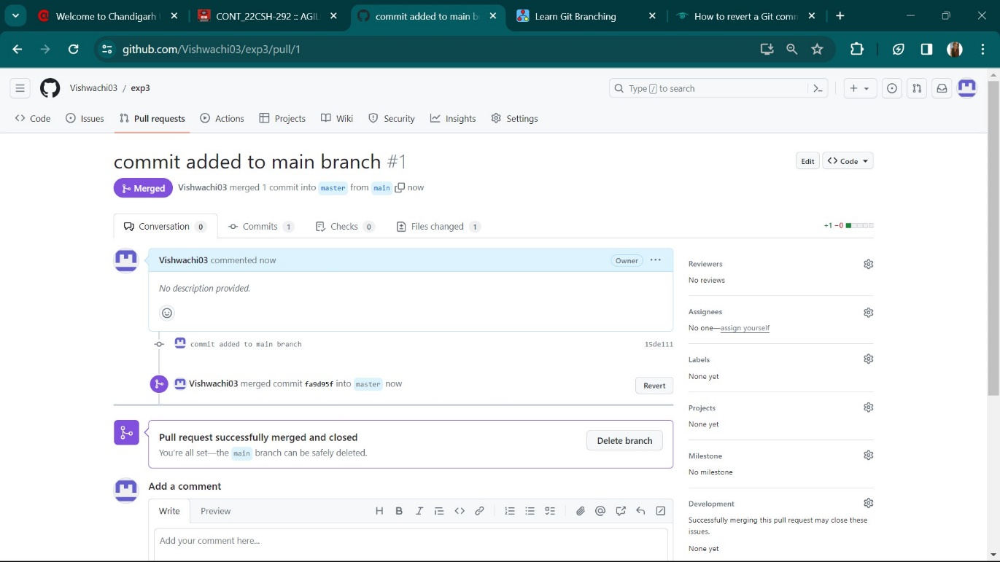 Welcome to Chandigarh U
CONT_22CSH-292 :: AGIL
commit added to main b
Learn Git Branching
How to revert a Git comm
github.com/Vishwachi03/exp3/pull/1
Vishwachi03 / exp3
Type / to search
Code Issues Pull requests Actions Projects Wiki Security Insights Settings
commit added to main branch #1
Edit Code
Merged Vishwachi03 merged 1 commit into master from main now
Conversation 0 Commits 1 Checks 0 Files changed 1
+1 −0
Vishwachi03 commented now
Owner
No description provided.
commit added to main branch 15de111
Vishwachi03 merged commit fa9d95f into master now
Revert
Pull request successfully merged and closed
You're all set—the main branch can be safely deleted.
Delete branch
Add a comment
Write Preview
Add your comment here...
Reviewers
No reviews
Assignees
No one—assign yourself
Labels
None yet
Projects
None yet
Milestone
No milestone
Development
Successfully merging this pull request may close these
issues.
None yet